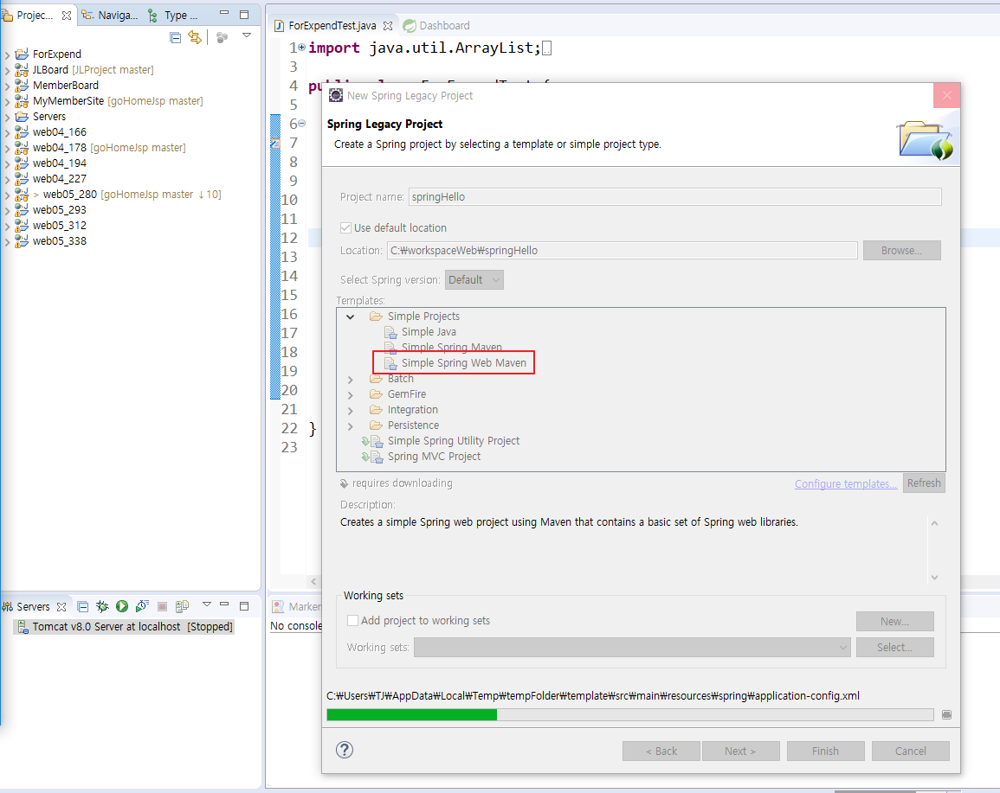 Projec... Naviga... Type ...
ForExpend
JLBoard [JLProject master]
MemberBoard
MyMemberSite [goHomeJsp master]
Servers
web04_166
web04_178 [goHomeJsp master]
web04_194
web04_227
> web05_280 [goHomeJsp master ↓10]
web05_293
web05_312
web05_338
Servers
Tomcat v8.0 Server at localhost [Stopped]
ForExpendTest.java Dashboard
1 import java.util.ArrayList;
3
4
5
6
7
8
9
10
11
12
13
14
15
16
17
18
19
20
21
22 }
23
Marker
No console
New Spring Legacy Project
Spring Legacy Project
Create a Spring project by selecting a template or simple project type.
Project name: springHello
Use default location
Location: C:₩workspaceWeb₩springHello Browse...
Select Spring version: Default
Templates:
Simple Projects
Simple Java
Simple Spring Maven
Simple Spring Web Maven
Batch
GemFire
Integration
Persistence
Simple Spring Utility Project
Spring MVC Project
requires downloading Configure templates... Refresh
Description:
Creates a simple Spring web project using Maven that contains a basic set of Spring web libraries.
Working sets
Add project to working sets New...
Working sets: Select...
C:₩Users₩TJ₩AppData₩Local₩Temp₩tempFolder₩template₩src₩main₩resources₩spring₩application-config.xml
? < Back Next > Finish Cancel